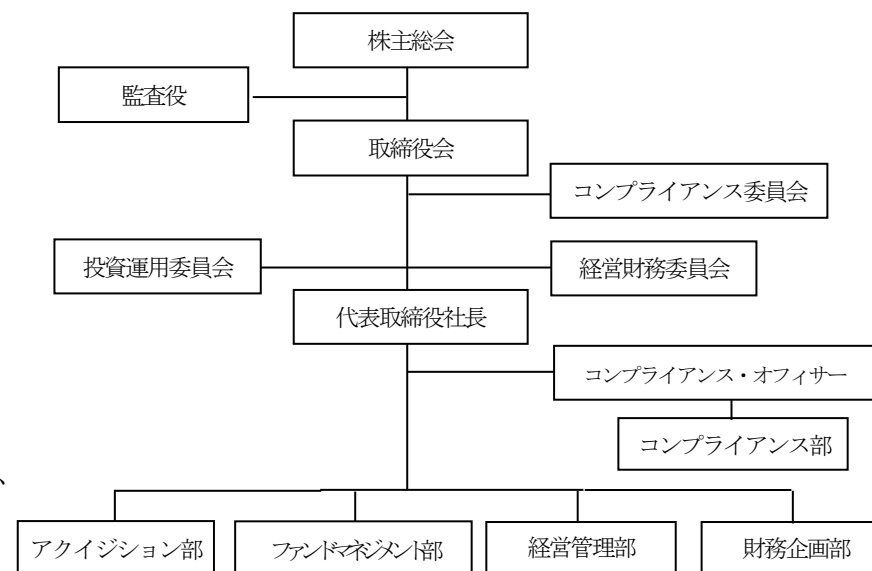 株主総会
監査役
取締役会
コンプライアンス委員会
投資運用委員会
経営財務委員会
代表取締役社長
コンプライアンス・オフィサー
コンプライアンス部
、
アクイジション部
ファンドマネジメント部
経営管理部
財務企画部